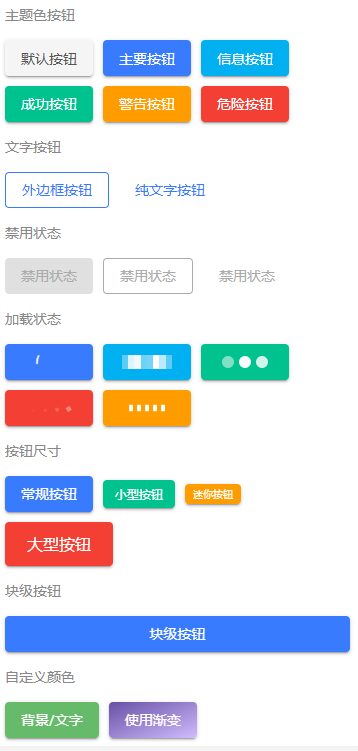 主题色按钮
默认按钮 主要按钮 信息按钮
成功按钮 警告按钮 危险按钮
文字按钮
外边框按钮 纯文字按钮
禁用状态
禁用状态 禁用状态 禁用状态
加载状态
按钮尺寸
常规按钮 小型按钮 迷你按钮
大型按钮
块级按钮
块级按钮
自定义颜色
背景/文字 使用渐变